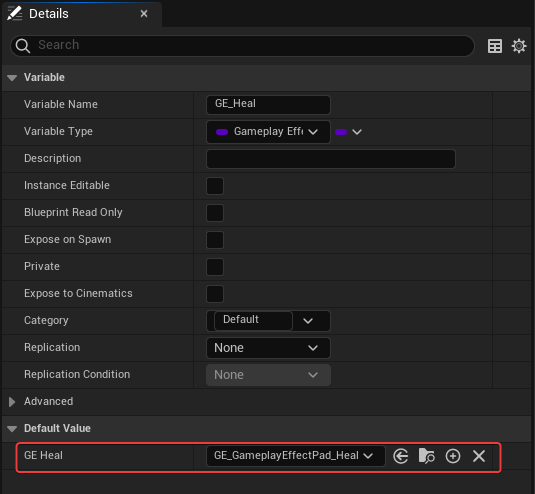 Details
Search
Variable
Variable Name GE_Heal
Variable Type Gameplay Effe
Description
Instance Editable
Blueprint Read Only
Expose on Spawn
Private
Expose to Cinematics
Category Default
Replication None
Replication Condition None
Advanced
Default Value
GE Heal GE_GameplayEffectPad_Heal